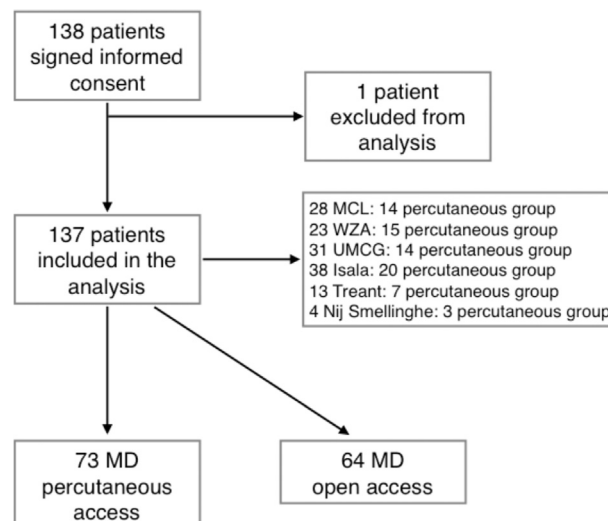 138 patients
signed informed
consent
1 patient
excluded from
analysis
137 patients
included in the
analysis
28 MCL: 14 percutaneous group
23 WZA: 15 percutaneous group
31 UMCG: 14 percutaneous group
38 Isala: 20 percutaneous group
13 Treant: 7 percutaneous group
4 Nij Smellinghe: 3 percutaneous group
73 MD
percutaneous
access
64 MD
open access